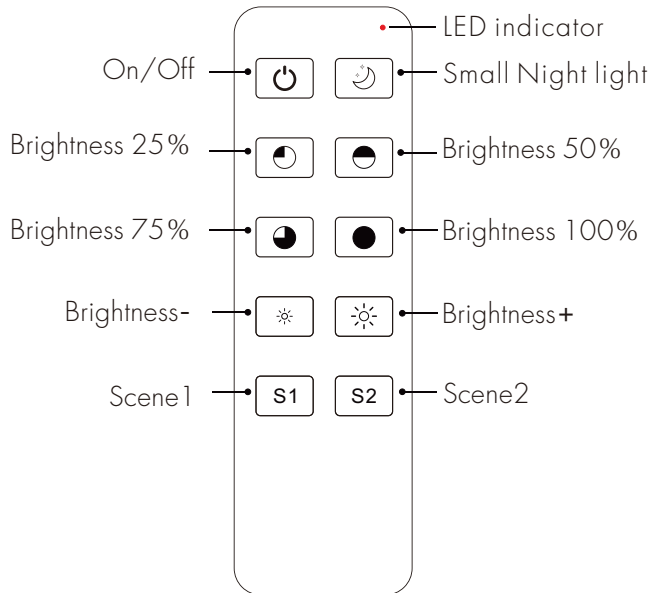 LED indicator
On/Off
Small Night light
Brightness 25%
Brightness 50%
Brightness 75%
Brightness 100%
Brightness-
Brightness+
Scene1
S1
S2
Scene2